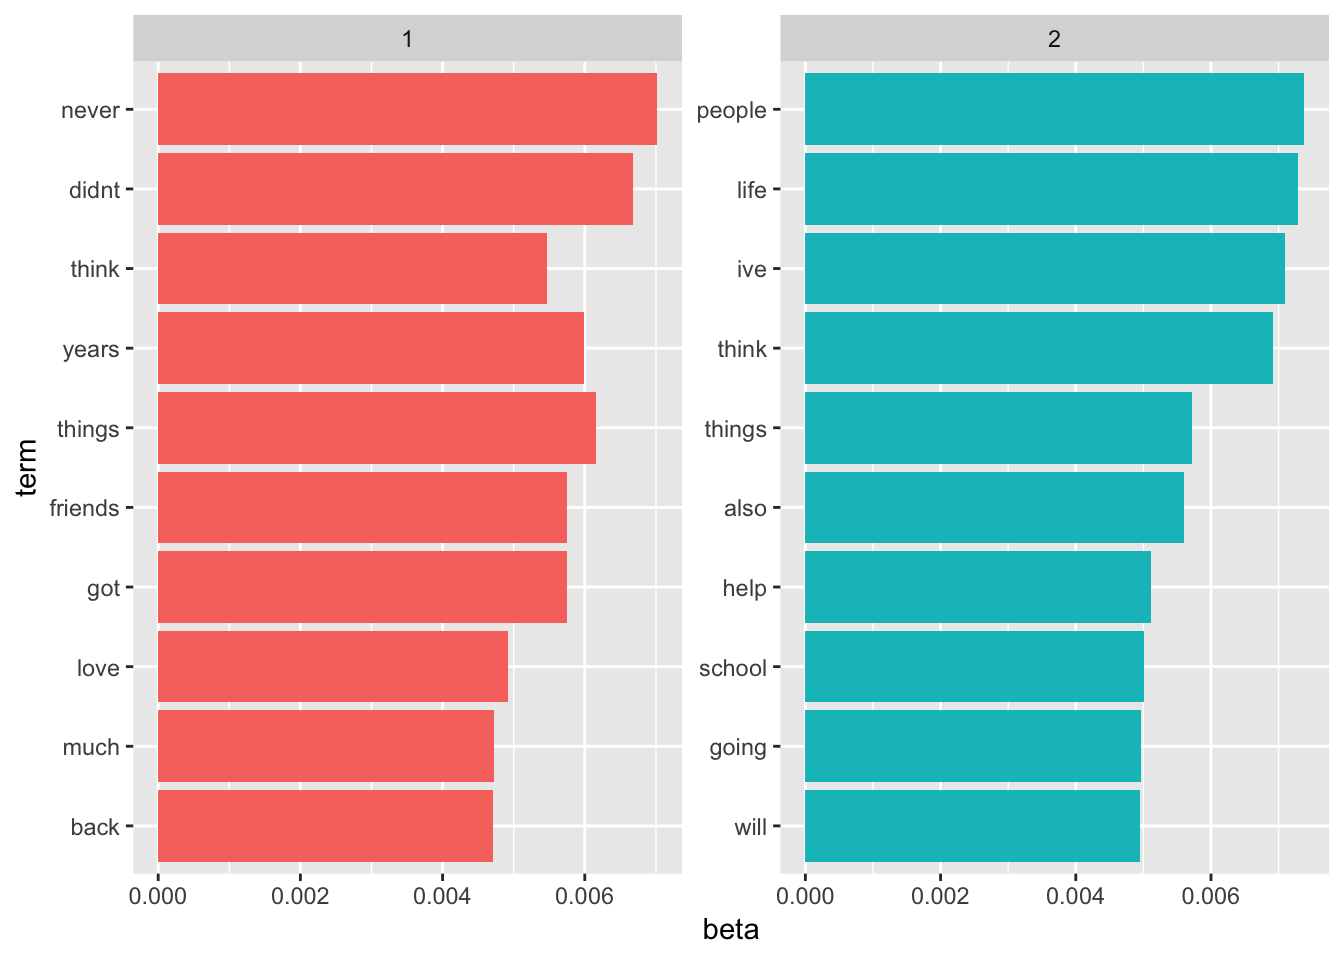 1
2
term
never
didnt
think
years
things
friends
got
love
much
back
people
life
ive
think
things
also
help
school
going
will
0.000 0.002 0.004 0.006
0.000 0.002 0.004 0.006
beta